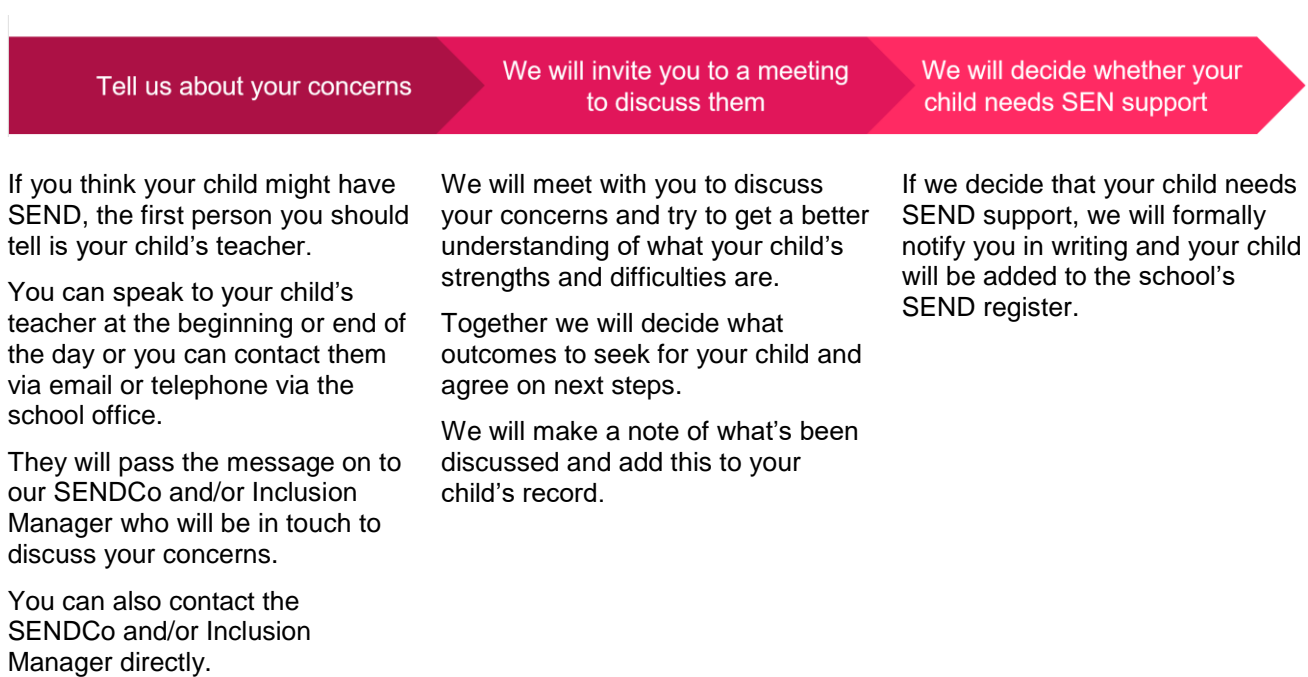 Tell us about your concerns
We will invite you to a meeting
to discuss them
We will decide whether your
child needs SEN support
If you think your child might have
SEND, the first person you should
tell is your child’s teacher.
You can speak to your child’s
teacher at the beginning or end of
the day or you can contact them
via email or telephone via the
school office.
They will pass the message on to
our SENDCo and/or Inclusion
Manager who will be in touch to
discuss your concerns.
You can also contact the
SENDCo and/or Inclusion
Manager directly.
We will meet with you to discuss
your concerns and try to get a better
understanding of what your child’s
strengths and difficulties are.
Together we will decide what
outcomes to seek for your child and
agree on next steps.
We will make a note of what’s been
discussed and add this to your
child’s record.
If we decide that your child needs
SEND support, we will formally
notify you in writing and your child
will be added to the school’s
SEND register.